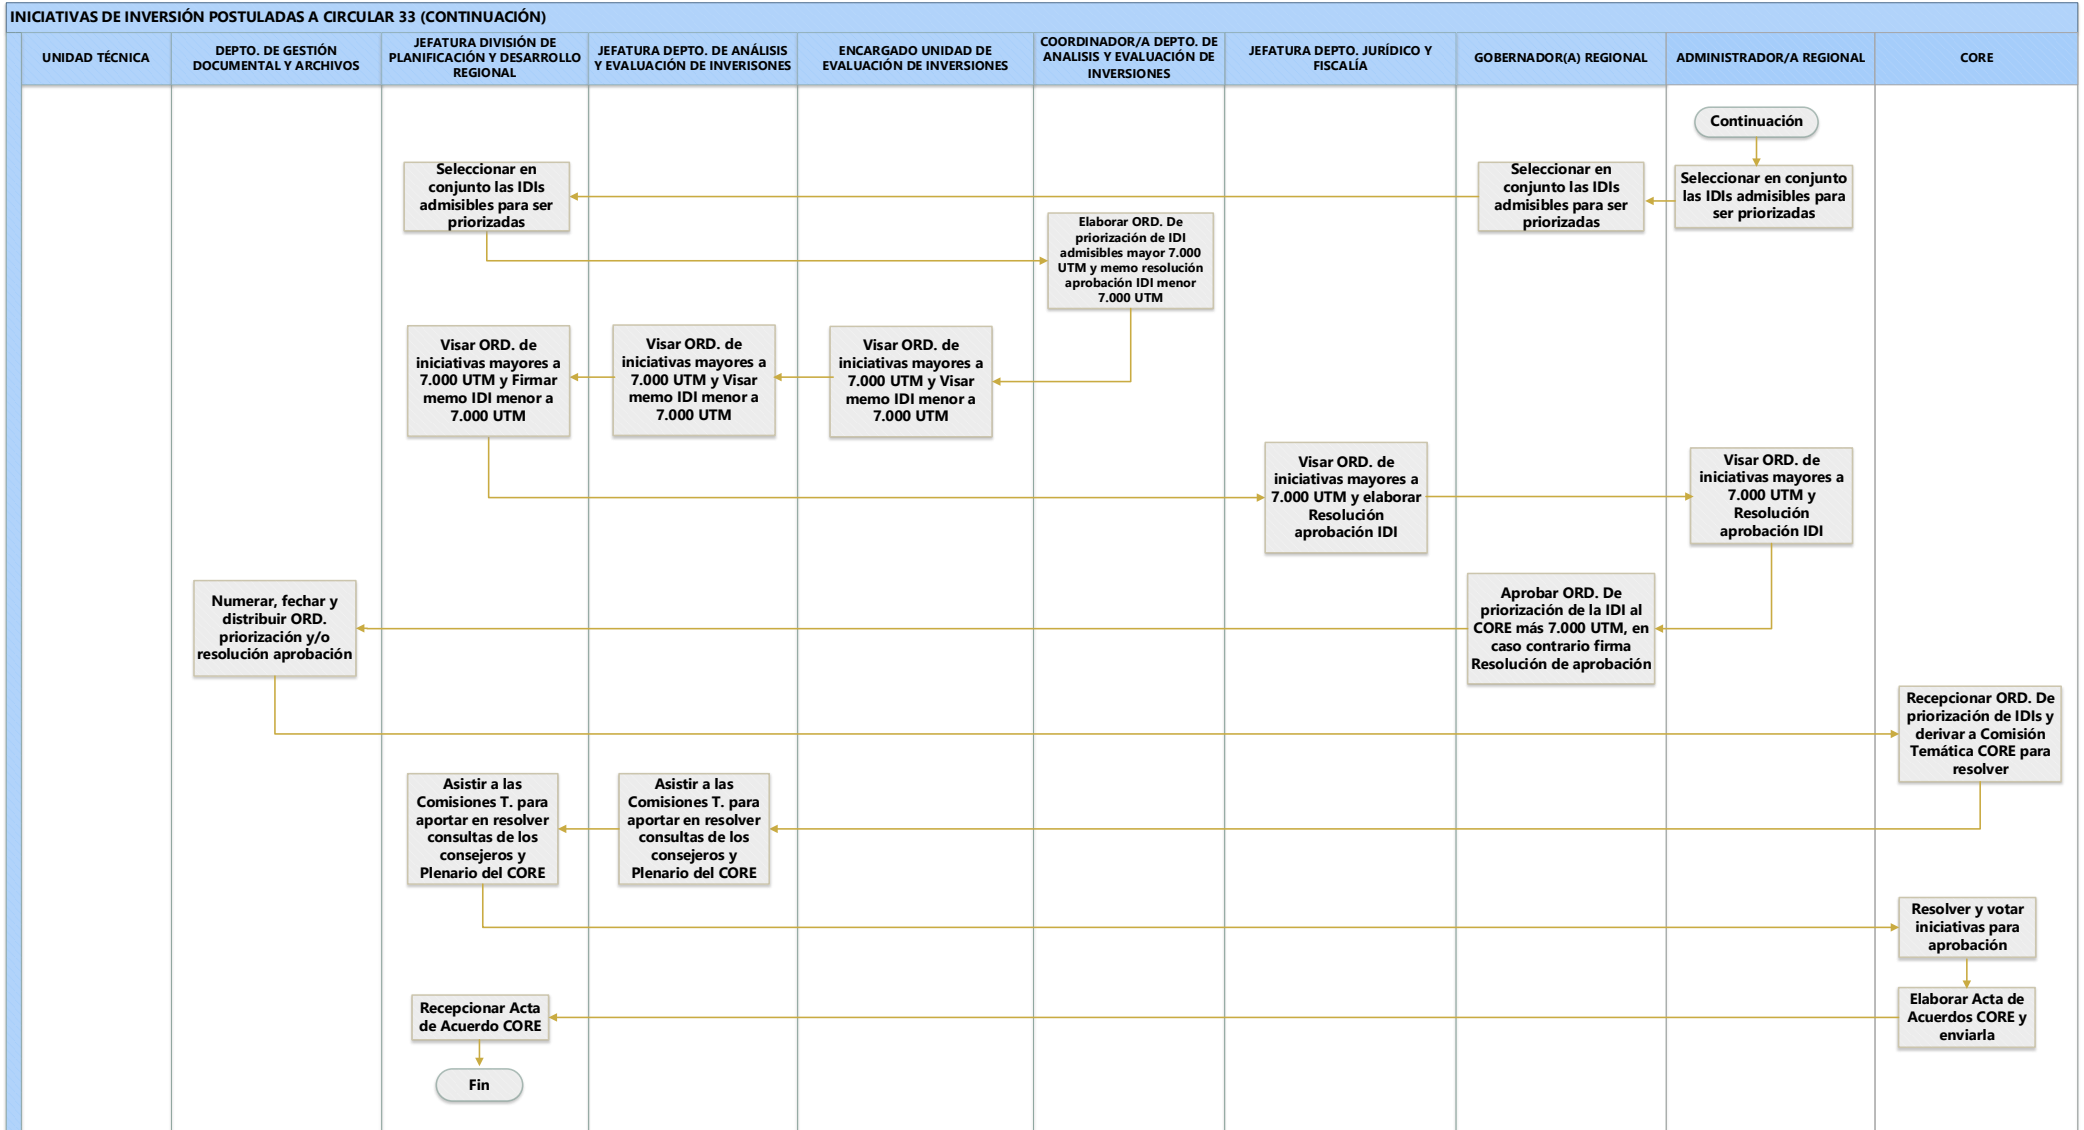 INICIATIVAS DE INVERSIÓN POSTULADAS A CIRCULAR 33 (CONTINUACIÓN)
UNIDAD TÉCNICA
DEPTO. DE GESTIÓN
DOCUMENTAL Y ARCHIVOS
JEFATURA DIVISIÓN DE
PLANIFICACIÓN Y DESARROLLO
REGIONAL
JEFATURA DEPTO. DE ANÁLISIS
Y EVALUACIÓN DE INVERISONES
ENCARGADO UNIDAD DE
EVALUACIÓN DE INVERSIONES
COORDINADOR/A DEPTO. DE
ANALISIS Y EVALUACIÓN DE
INVERSIONES
JEFATURA DEPTO. JURÍDICO Y
FISCALÍA
GOBERNADOR(A) REGIONAL
ADMINISTRADOR/A REGIONAL
CORE
Continuación
Seleccionar en conjunto
las IDIs admisibles para
ser priorizadas
Seleccionar en
conjunto las IDIs
admisibles para ser
priorizadas
Seleccionar en
conjunto las IDIs
admisibles para ser
priorizadas
Elaborar ORD. De
priorización de IDI
admisibles mayor 7.000
UTM y memo resolución
aprobación IDI menor
7.000 UTM
Visar ORD. de
iniciativas mayores a
7.000 UTM y Visar
memo IDI menor a
7.000 UTM
Visar ORD. de
iniciativas mayores a
7.000 UTM y Visar
memo IDI menor a
7.000 UTM
Visar ORD. de
iniciativas mayores a
7.000 UTM y Firmar
memo IDI menor a
7.000 UTM
Visar ORD. de
iniciativas mayores a
7.000 UTM y elaborar
Resolución
aprobación IDI
Visar ORD. de
iniciativas mayores a
7.000 UTM y
Resolución
aprobación IDI
Aprobar ORD. De
priorización de la IDI al
CORE más 7.000 UTM, en
caso contrario firma
Resolución de aprobación
Numerar, fechar y
distribuir ORD.
priorización y/o
resolución aprobación
Recepcionar ORD. De
priorización de IDIs y
derivar a Comisión
Temática CORE para
resolver
Asistir a las
Comisiones T. para
aportar en resolver
consultas de los
consejeros y
Plenario del CORE
Asistir a las
Comisiones T. para
aportar en resolver
consultas de los
consejeros y
Plenario del CORE
Resolver y votar
iniciativas para
aprobación
Elaborar Acta de
Acuerdos CORE y
enviarla
Recepcionar Acta
de Acuerdo CORE
Fin